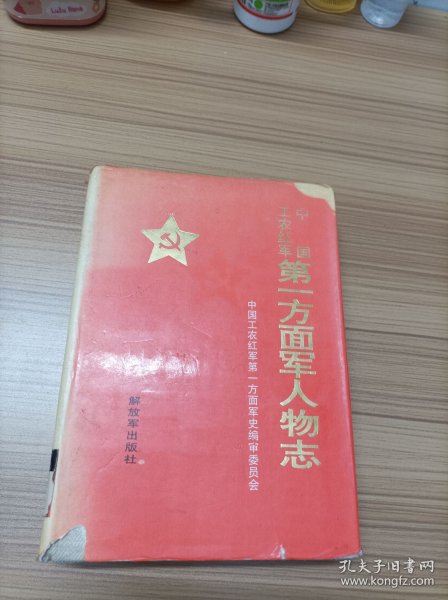 中国
工农红军
第一方面军人物志
中国工农红军第一方面军史编审委员会
解放军出版社
孔夫子旧书网
www.kongfz.com